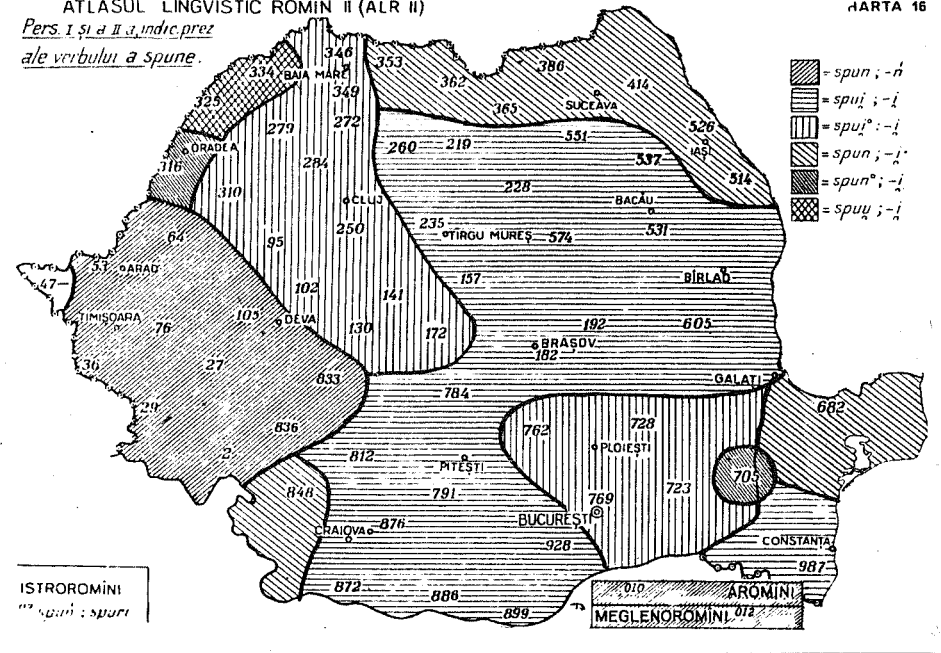 ATLASUL LINGVISTIC ROMÎN II (ALR II)
HARTA 16
Pers. I și a II a, indic. prez
ale verbului a spune.
= spun ; -ń
= spui̯ ; -i̯
= spui̯° ; -i̯
= spun ; -i̯
= spun° ; -i̯
= spuu ; -i̯
346
334
BAIA MARE
353
386
362
349
414
325
SUCEAVA
365
279
272
526
551
260
219
IAȘI
ORADEA
537
316
284
310
228
514
CLUJ
BACĂU
235
250
531
64
TÎRGU MUREȘ
574
95
53
ARAD
BÎRLAD
157
47
102
141
105
TIMIȘOARA
DEVA
192
605
76
130
172
BRAȘOV
182
36
27
833
GALAȚI
784
29
682
836
762
728
PLOIEȘTI
812
2
PITEȘTI
705
848
791
769
723
BUCUREȘTI
CRAIOVA
876
928
CONSTANȚA
987
872
886
899
ISTROROMÎNI
010
AROMÎNI
MEGLENOROMÎNI
012